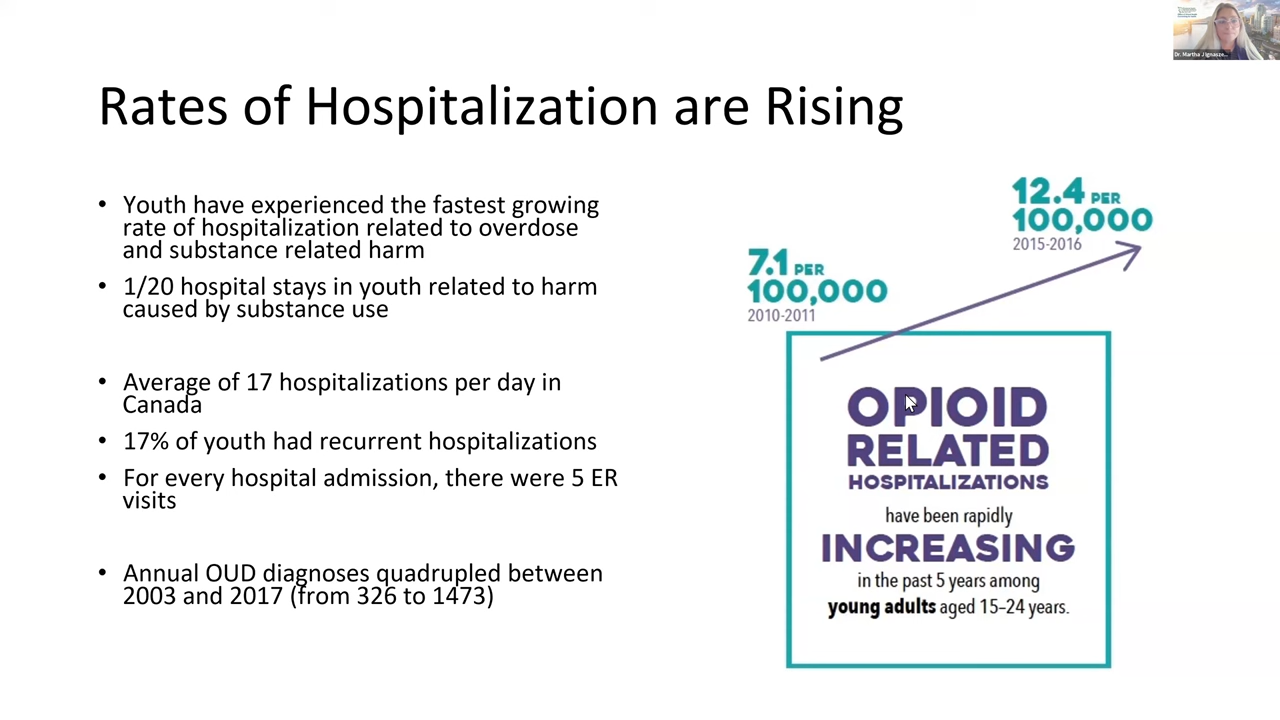 Rates of Hospitalization are Rising
• Youth have experienced the fastest growing
rate of hospitalization related to overdose
and substance related harm
• 1/20 hospital stays in youth related to harm
caused by substance use
• Average of 17 hospitalizations per day in
Canada
• 17% of youth had recurrent hospitalizations
• For every hospital admission, there were 5 ER
visits
• Annual OUD diagnoses quadrupled between
2003 and 2017 (from 326 to 1473)
7.1 PER
100,000
2010-2011
12.4 PER
100,000
2015-2016
OPIOID
RELATED
HOSPITALIZATIONS
have been rapidly
INCREASING
in the past 5 years among
young adults aged 15–24 years.
Dr. Martha J Ignasze...